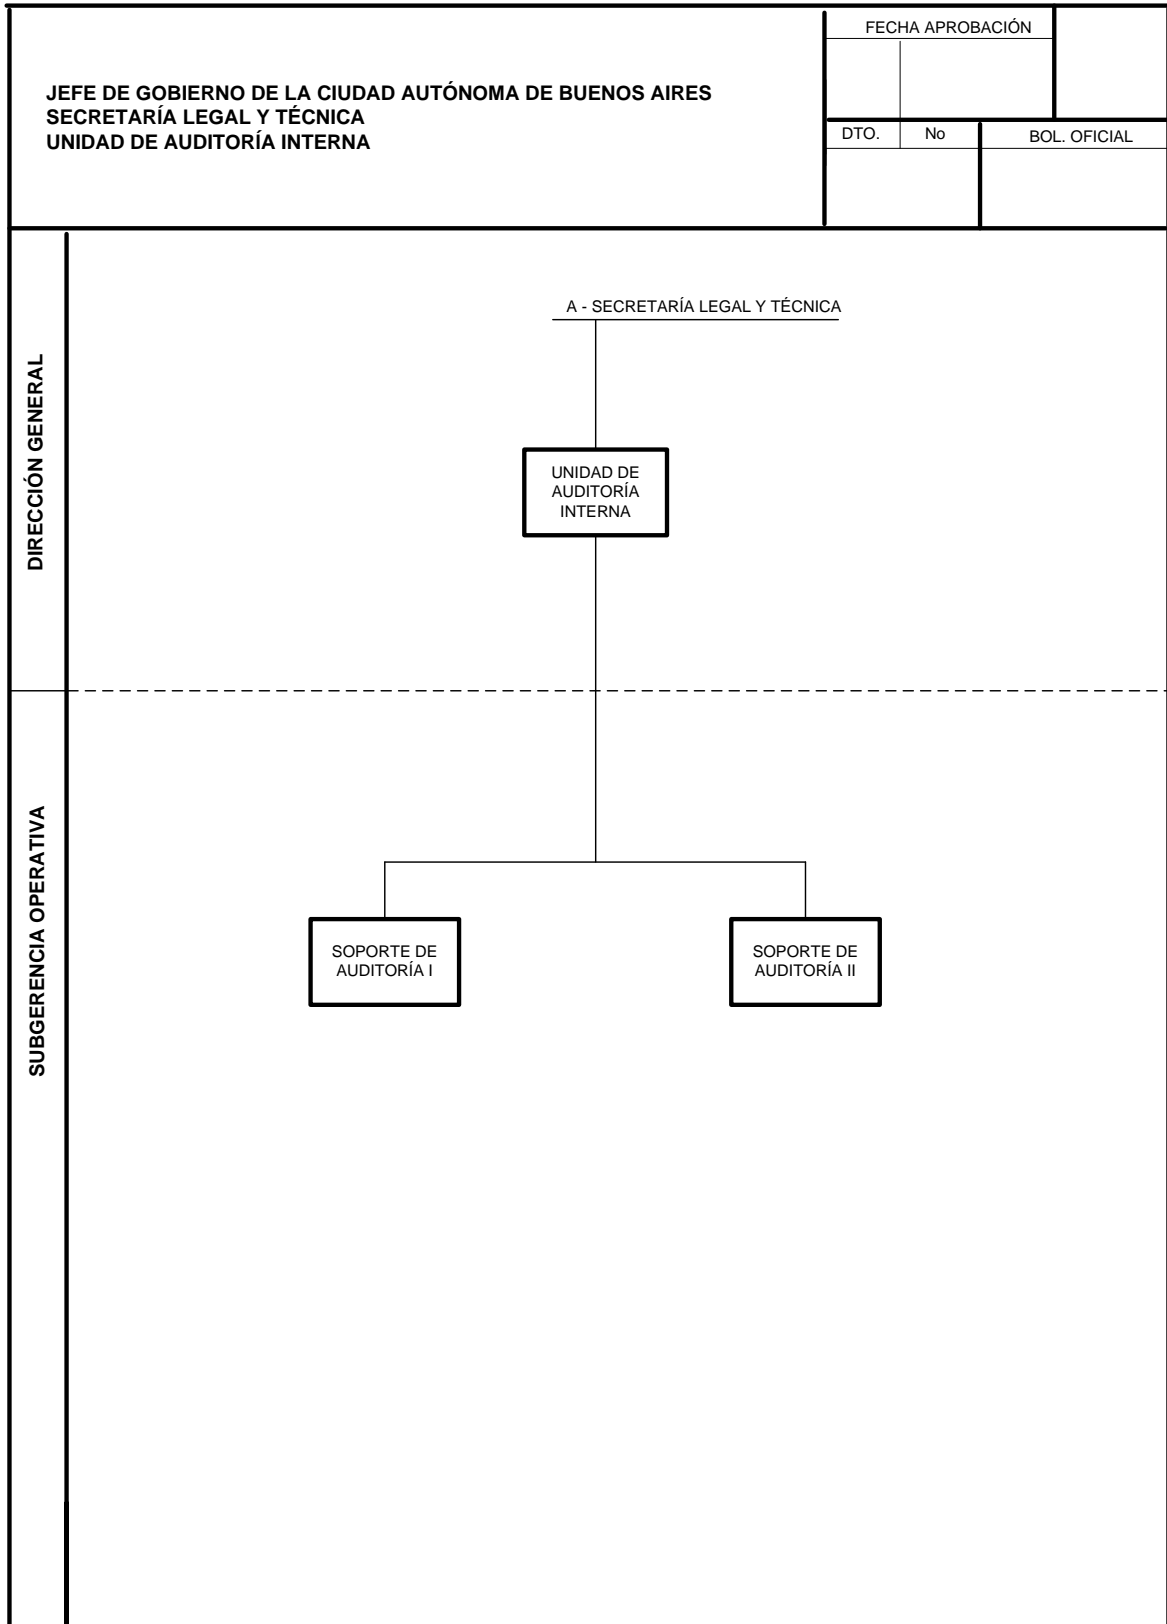 JEFE DE GOBIERNO DE LA CIUDAD AUTÓNOMA DE BUENOS AIRES
SECRETARÍA LEGAL Y TÉCNICA
UNIDAD DE AUDITORÍA INTERNA
FECHA APROBACIÓN
DTO.
No
BOL. OFICIAL
DIRECCIÓN GENERAL
A - SECRETARÍA LEGAL Y TÉCNICA
UNIDAD DE
AUDITORÍA
INTERNA
SUBGERENCIA OPERATIVA
SOPORTE DE
AUDITORÍA I
SOPORTE DE
AUDITORÍA II